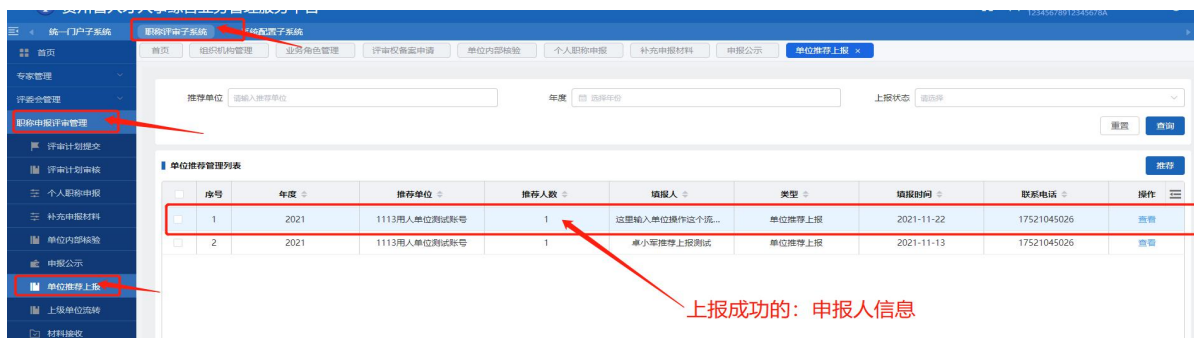 12345678912345678A
统一门户子系统 职称评审子系统 系统配置子系统
首页 首页 组织机构管理 业务角色管理 评审权备案申请 单位内部核验 个人职称申报 补充申报材料 申报公示 单位推荐上报 ×
专家管理
评委会管理 推荐单位 请输入推荐单位 年度 选择年份 上报状态 请选择
职称申报评审管理 重置 查询
评审计划提交
评审计划审核 单位推荐管理列表 推荐
个人职称申报 序号 年度 推荐单位 推荐人数 填报人 类型 填报时间 联系电话 操作
补充申报材料 1 2021 1113用人单位测试账号 1 这里输入单位操作这个流... 单位推荐上报 2021-11-22 17521045026 查看
单位内部核验 2 2021 1113用人单位测试账号 1 卓小军推荐上报测试 单位推荐上报 2021-11-13 17521045026 查看
申报公示
单位推荐上报
上级单位流转 上报成功的：申报人信息
材料接收